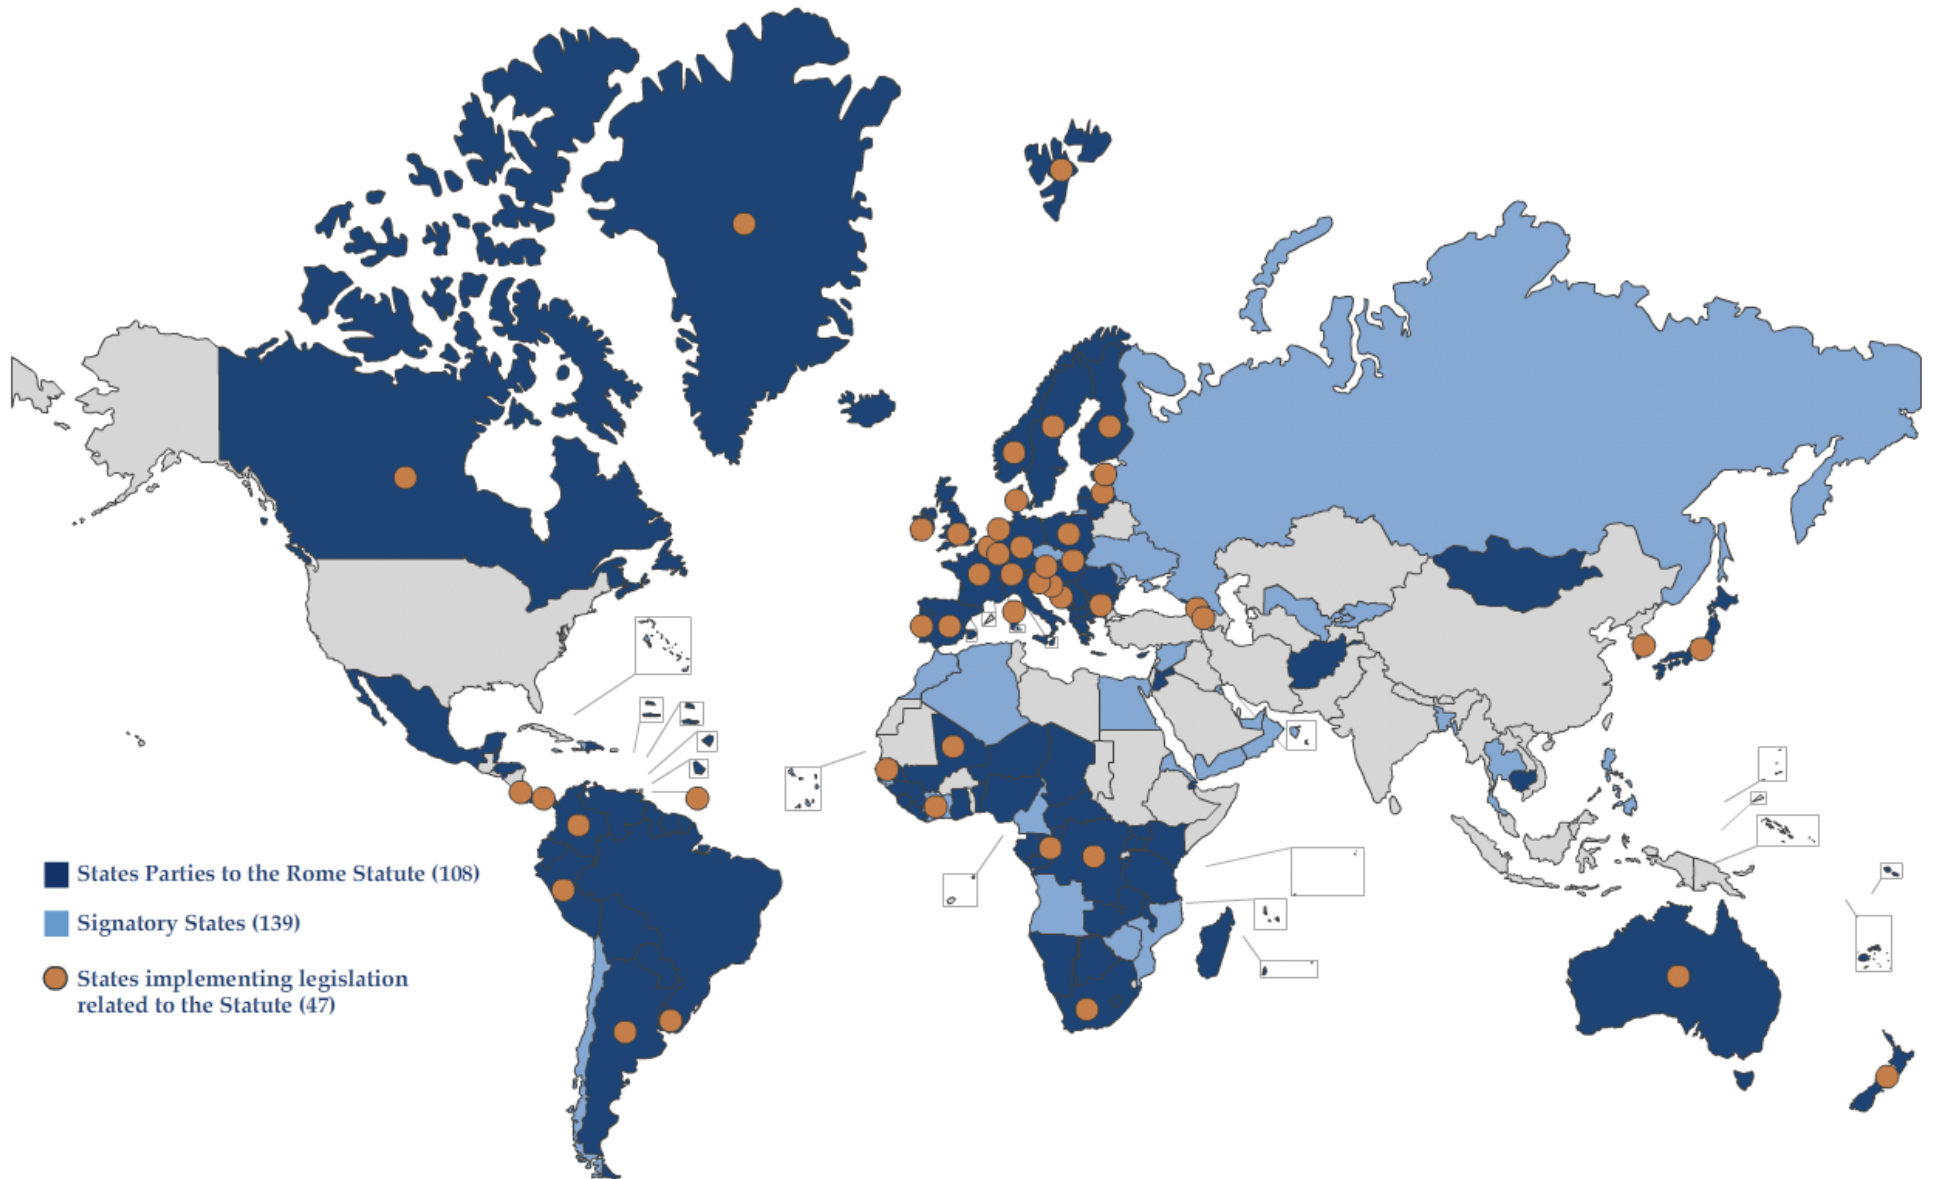 States Parties to the Rome Statute (108)
Signatory States (139)
States implementing legislation
related to the Statute (47)